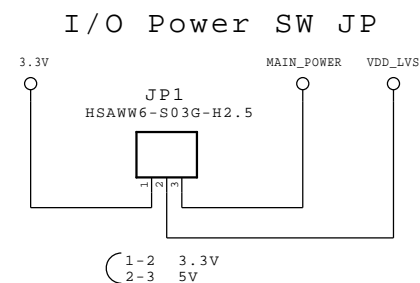 I/O Power SW JP
3.3V MAIN_POWER VDD_LVS
JP1
HSAWW6-S03G-H2.5
1 2 3
1-2 3.3V
2-3 5V